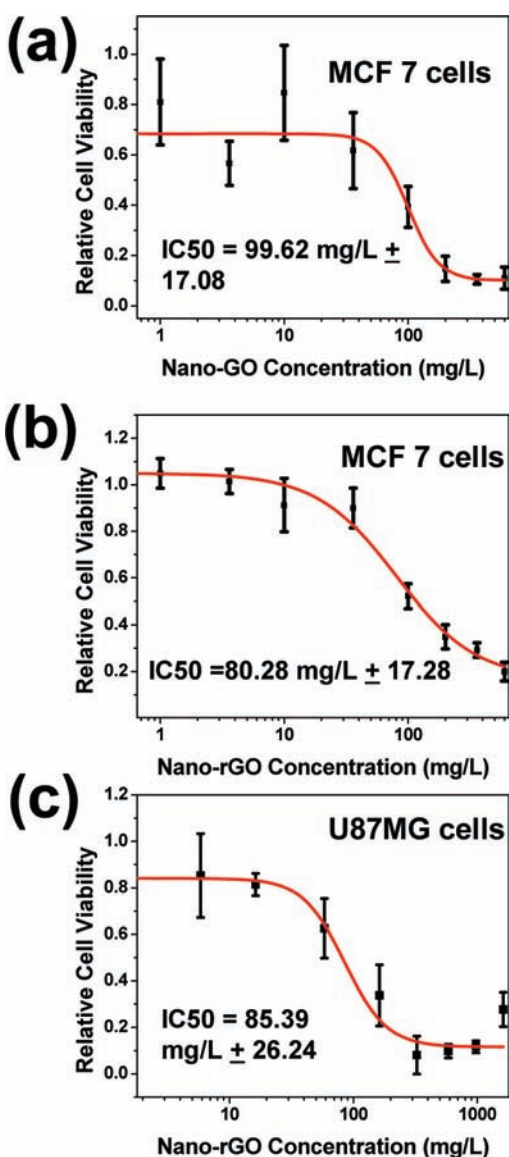 (a)
MCF 7 cells
Relative Cell Viability
1.0
0.8
0.6
0.4
0.2
0.0
IC50 = 99.62 mg/L ±
17.08
1 10 100
Nano-GO Concentration (mg/L)
(b)
MCF 7 cells
Relative Cell Viability
1.2
1.0
0.8
0.6
0.4
0.2
IC50 =80.28 mg/L ± 17.28
1 10 100
Nano-rGO Concentration (mg/L)
(c)
U87MG cells
Relative Cell Viability
1.2
1.0
0.8
0.6
0.4
0.2
0.0
IC50 = 85.39
mg/L ± 26.24
10 100 1000
Nano-rGO Concentration (mg/L)